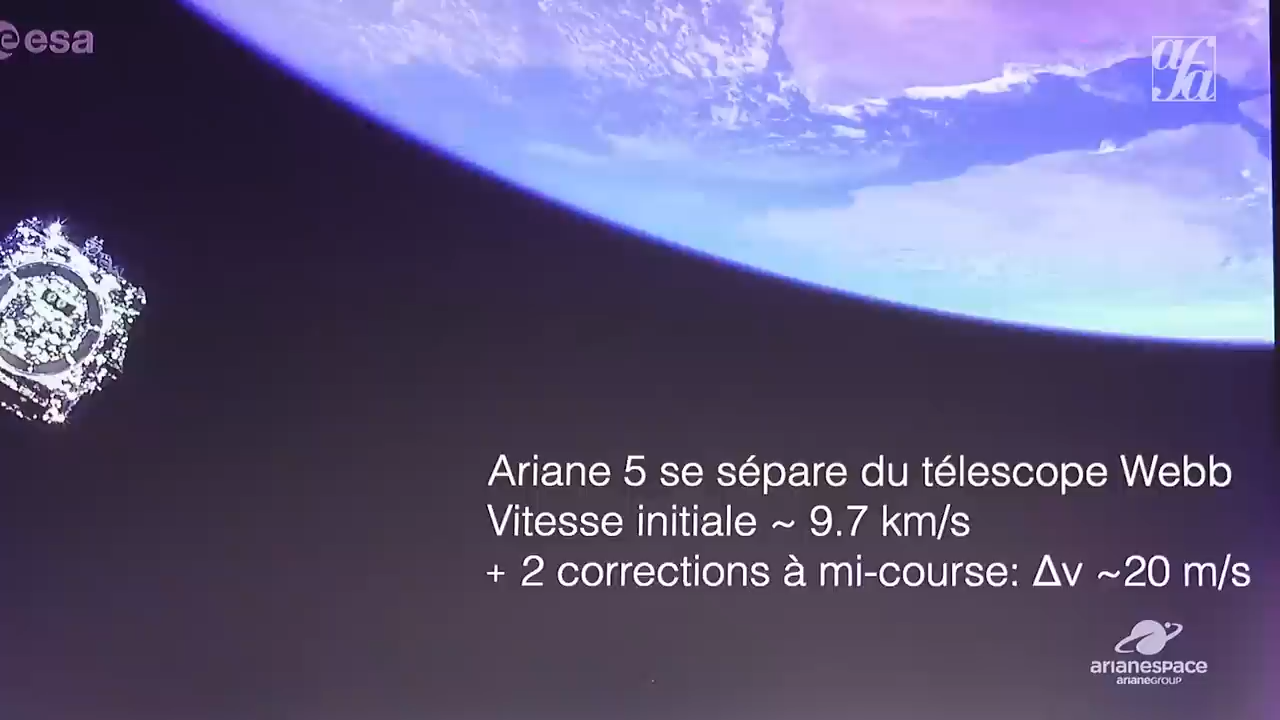 esa
afa
Ariane 5 se sépare du télescope Webb
Vitesse initiale ~ 9.7 km/s
+ 2 corrections à mi-course: Δv ~20 m/s
arianespace
arianeGROUP